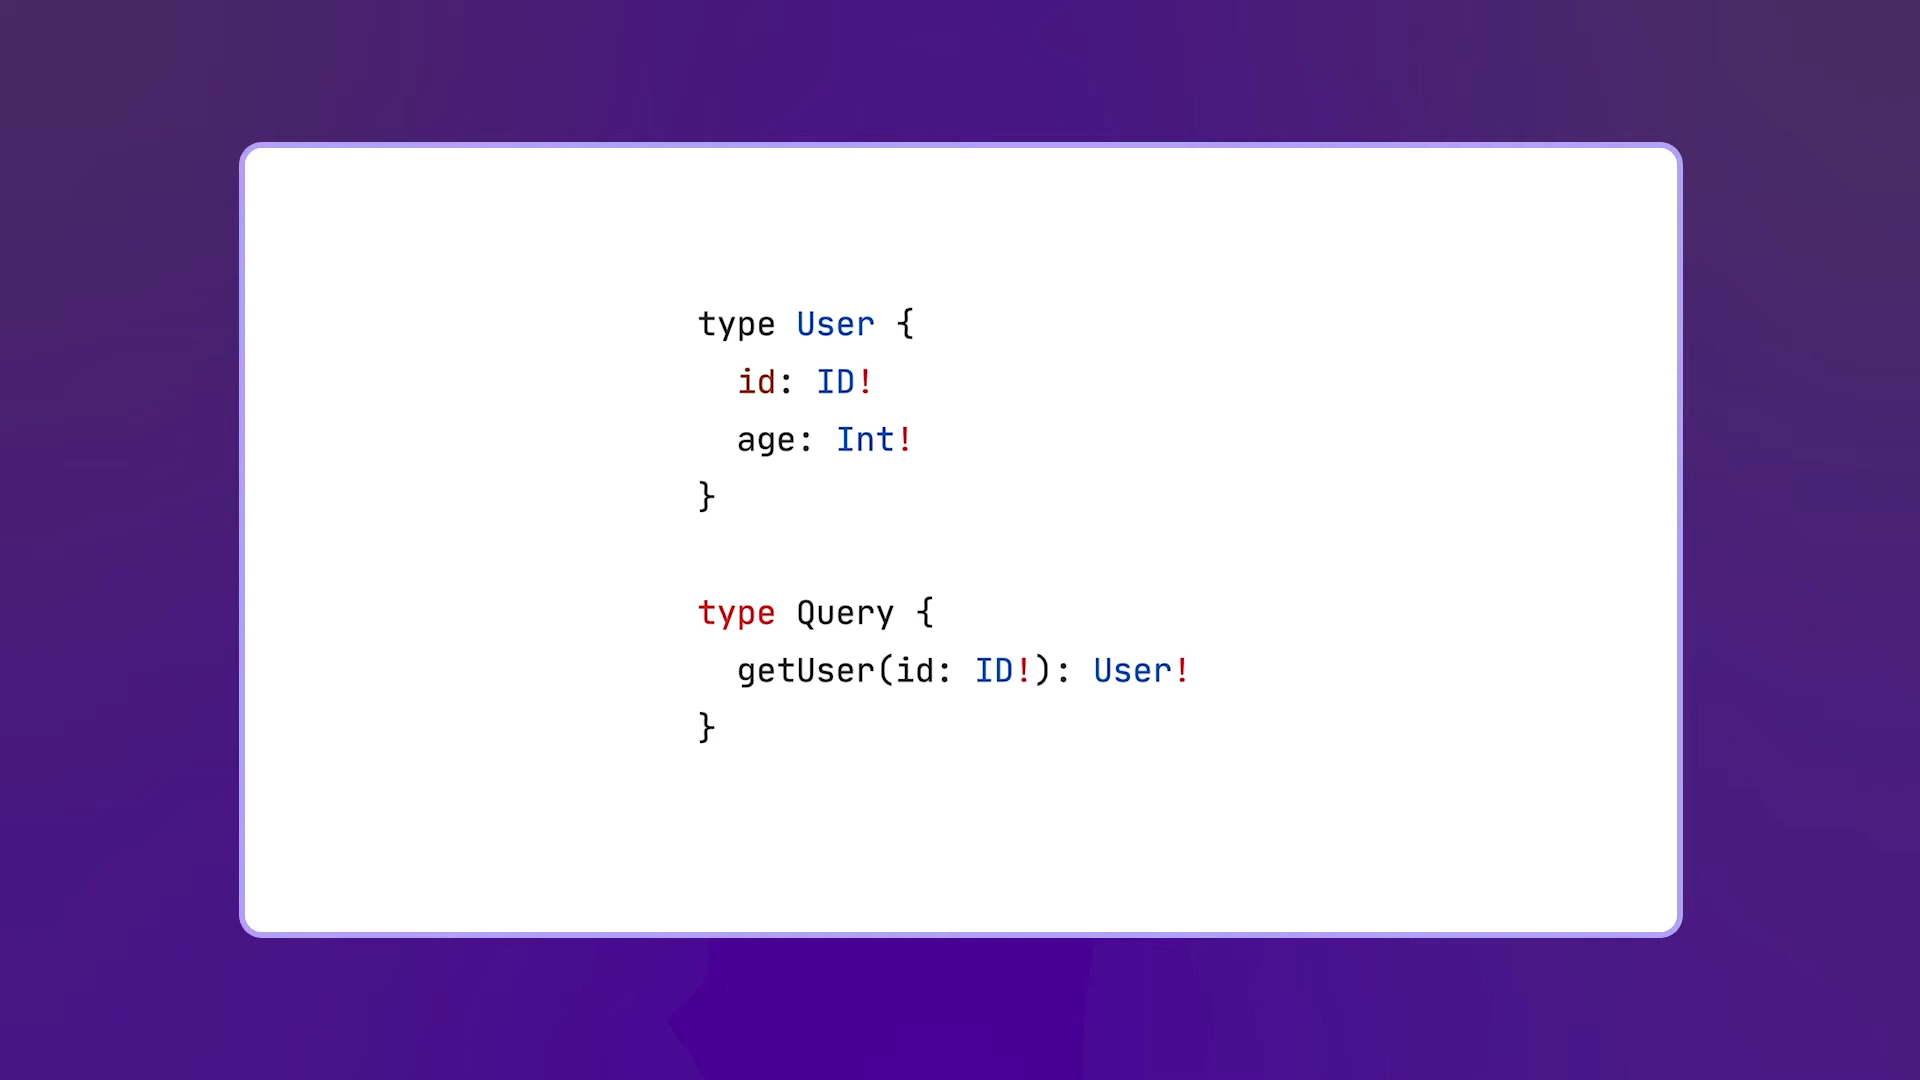 type User {
  id: ID!
  age: Int!
}

type Query {
  getUser(id: ID!): User!
}